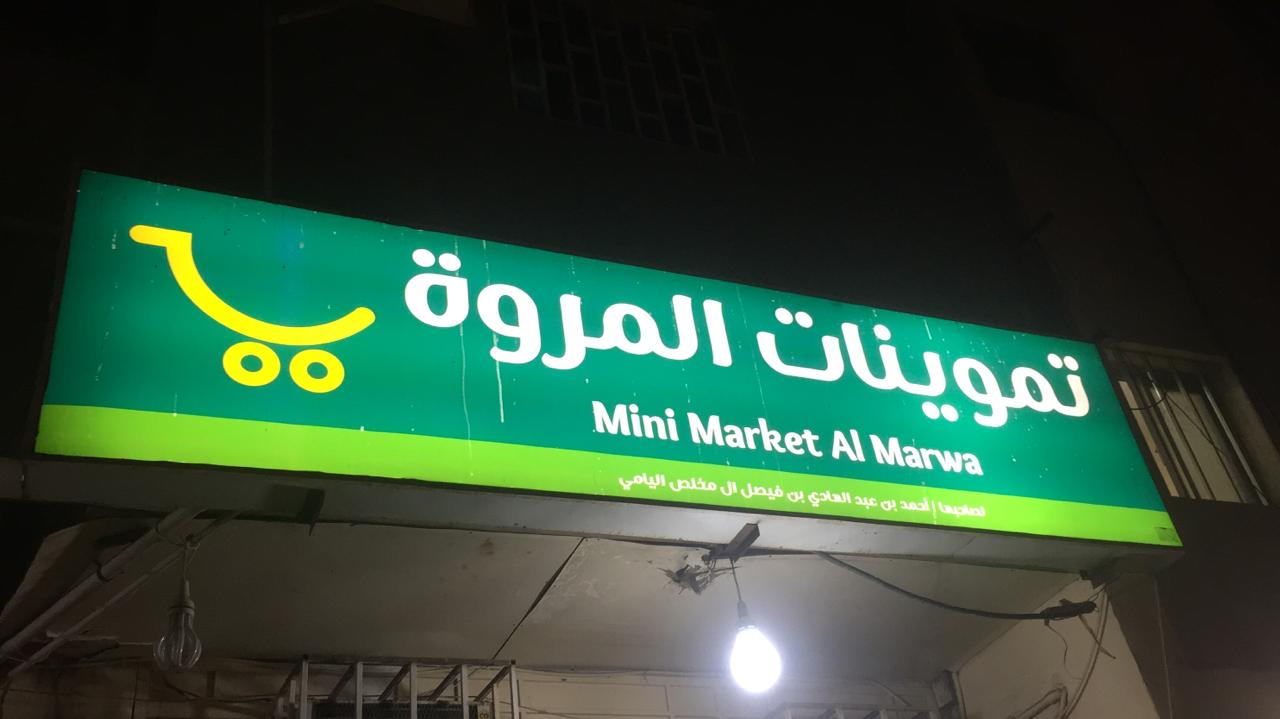 تموينات المروة
Mini Market Al Marwa
لصاحبها | أحمد بن عبد الهادي بن فيصل ال مخلص اليامي